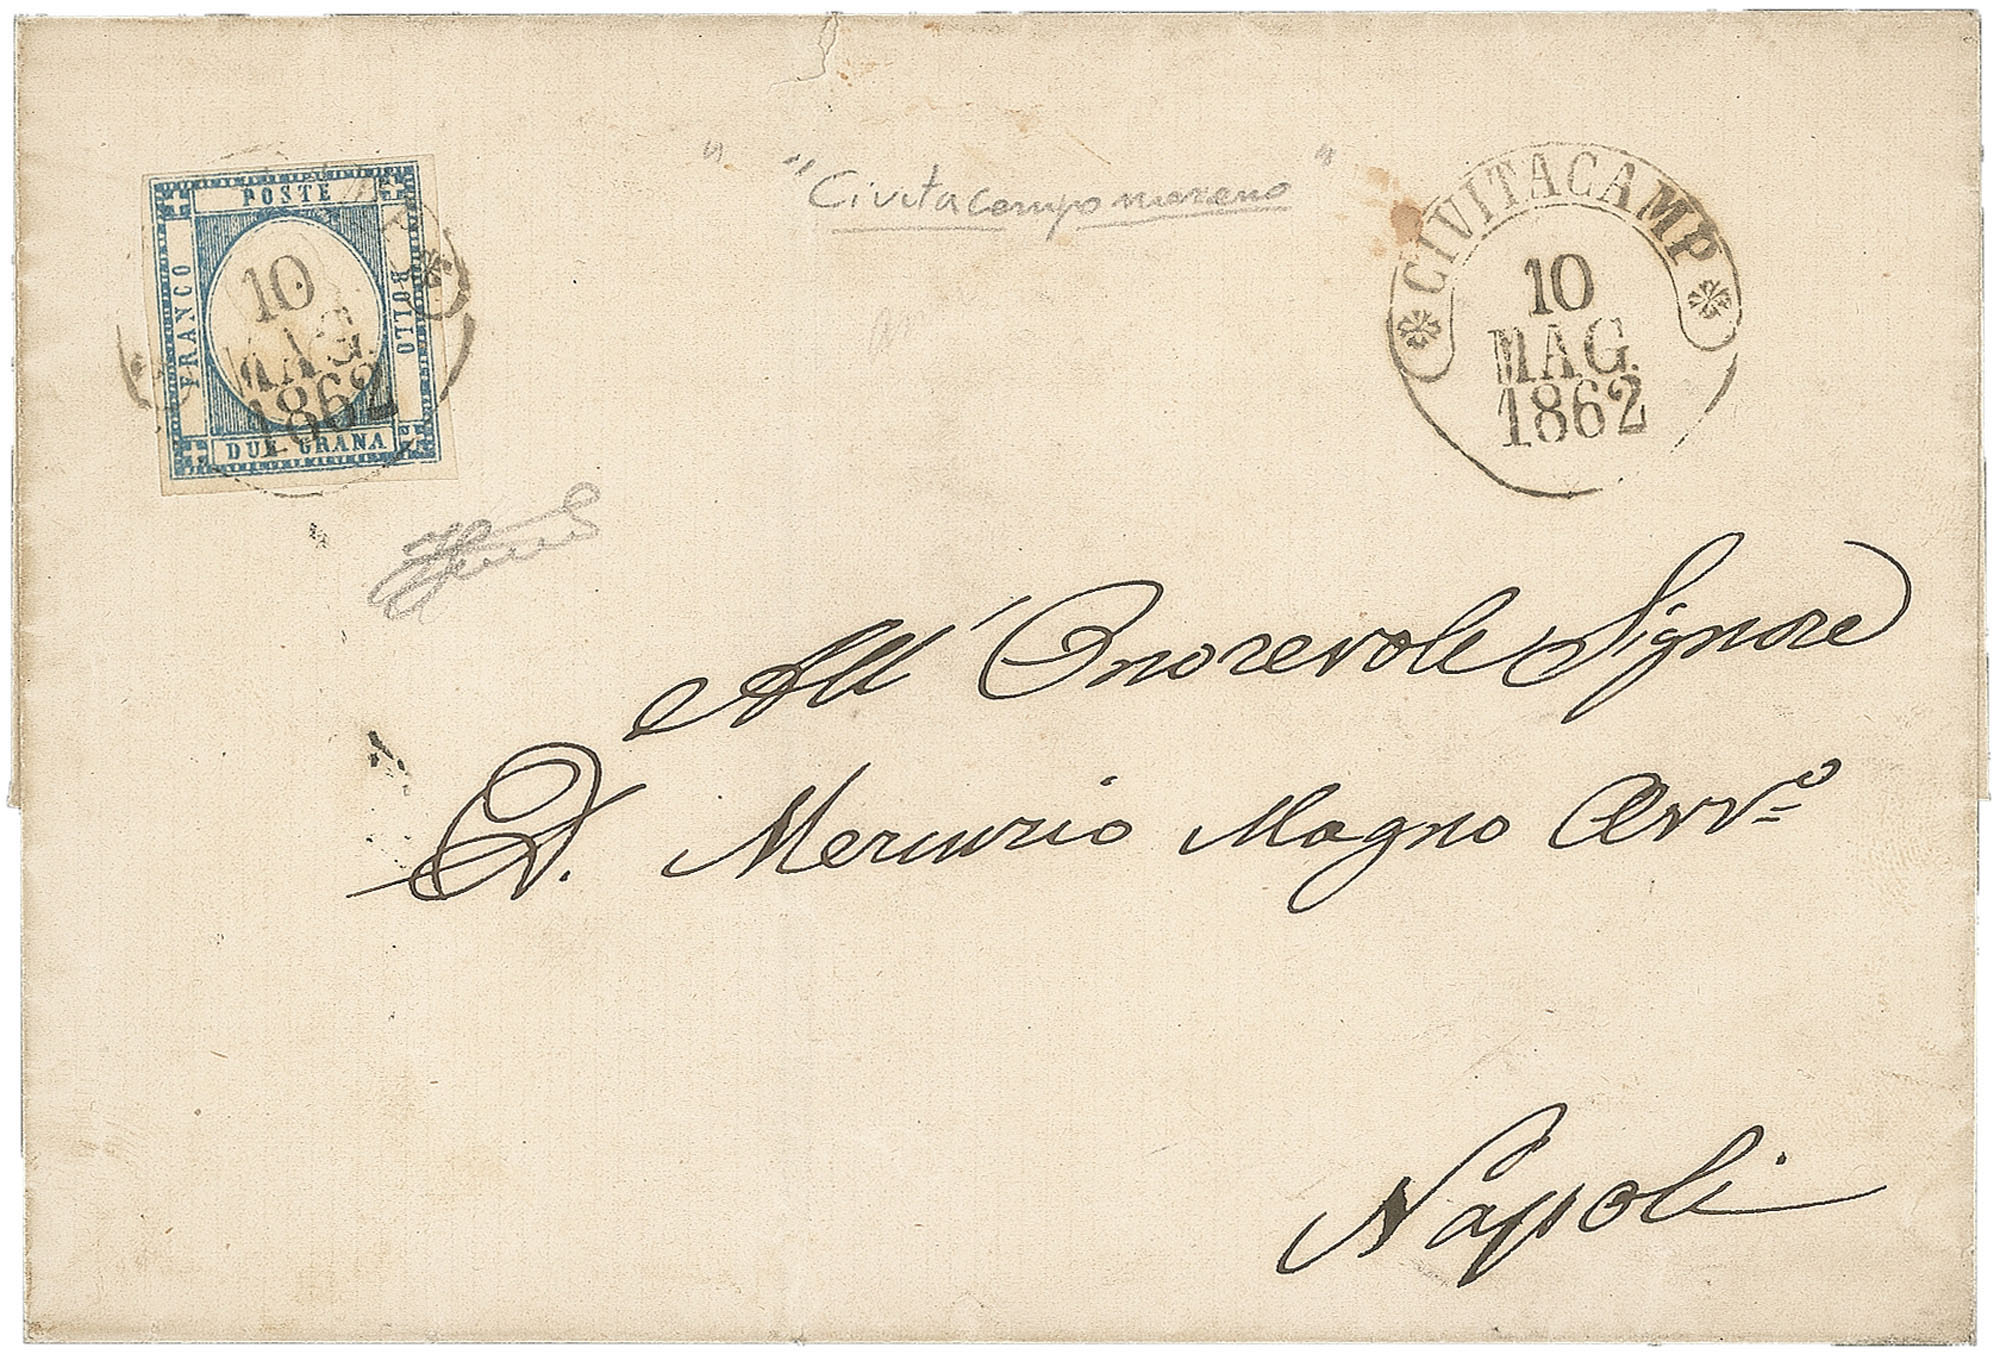 POSTE
FRANCO
BOLLO
DUE GRANA
10
MAG.
1862
" " Civitacampomarano "
CIVITACAMP
10
MAG.
1862
All' Onorevole Signore
D. Mercurio Magno Avv.º
Napoli